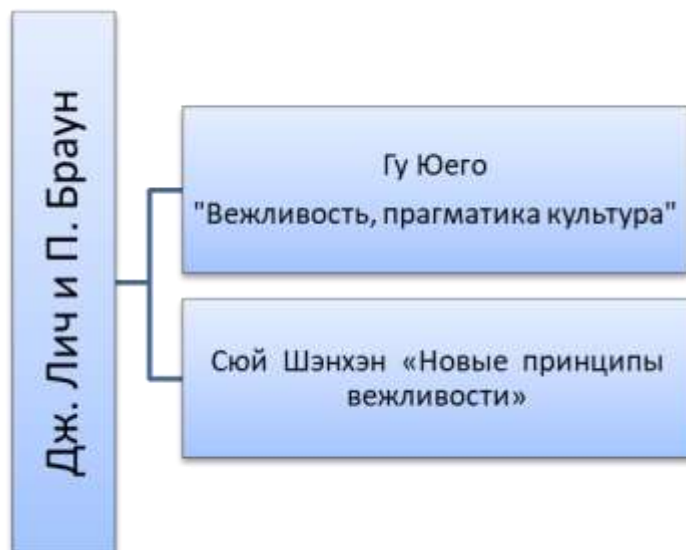 Дж. Лич и П. Браун
Гу Юего
"Вежливость, прагматика культура"
Сюй Шэнхэн «Новые принципы
вежливости»